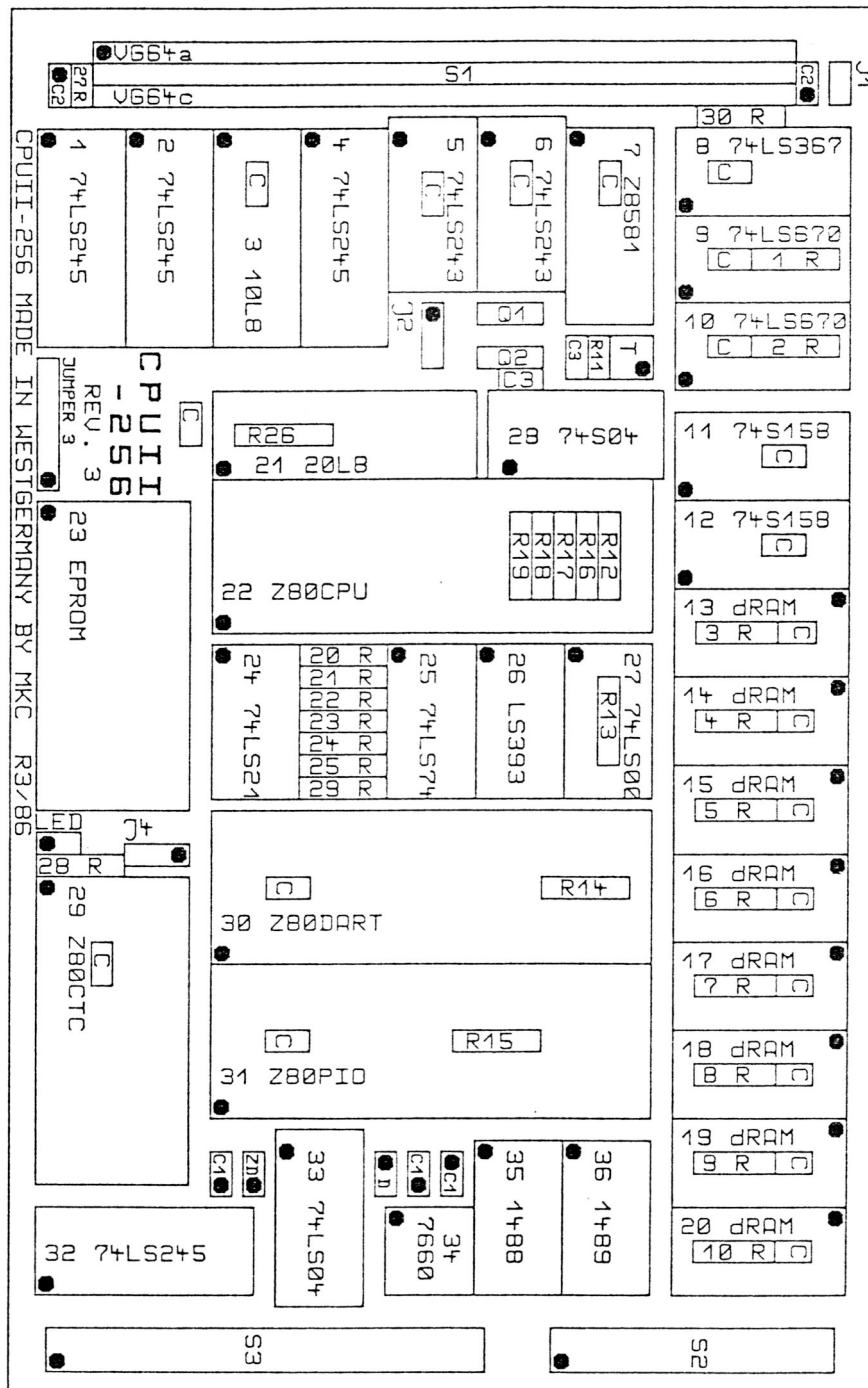 VG64a
S1
VG64c
C2
27R
C2
J1
30 R
1 74LS245
2 74LS245
C
3 10L8
4 74LS245
5 74LS243
C
6 74LS243
C
7 Z8581
C
8 74LS367
C
9 74LS670
C
1 R
10 74LS670
C
2 R
J2
Q1
Q2
C3
C3
R11
T
CPUII
-256
REV. 3
JUMPER 3
C
R26
21 20L8
28 74S04
11 74S158
C
12 74S158
C
23 EPROM
22 Z80CPU
R19
R18
R17
R16
R12
13 dRAM
3 R
C
14 dRAM
4 R
C
15 dRAM
5 R
C
16 dRAM
6 R
C
17 dRAM
7 R
C
18 dRAM
8 R
C
19 dRAM
9 R
C
20 dRAM
10 R
C
24 74LS21
20 R
21 R
22 R
23 R
24 R
25 R
29 R
25 74LS74
26 LS393
27 74LS00
R13
LED
J4
28 R
29 Z80CTC
C
C
R14
30 Z80DART
C
R15
31 Z80PIO
C1
ZD
33 74LS04
D
C1
C1
34
7660
35 1488
36 1489
32 74LS245
S3
S2
CPUII-256 MADE IN WESTGERMANY BY MKC R3/86